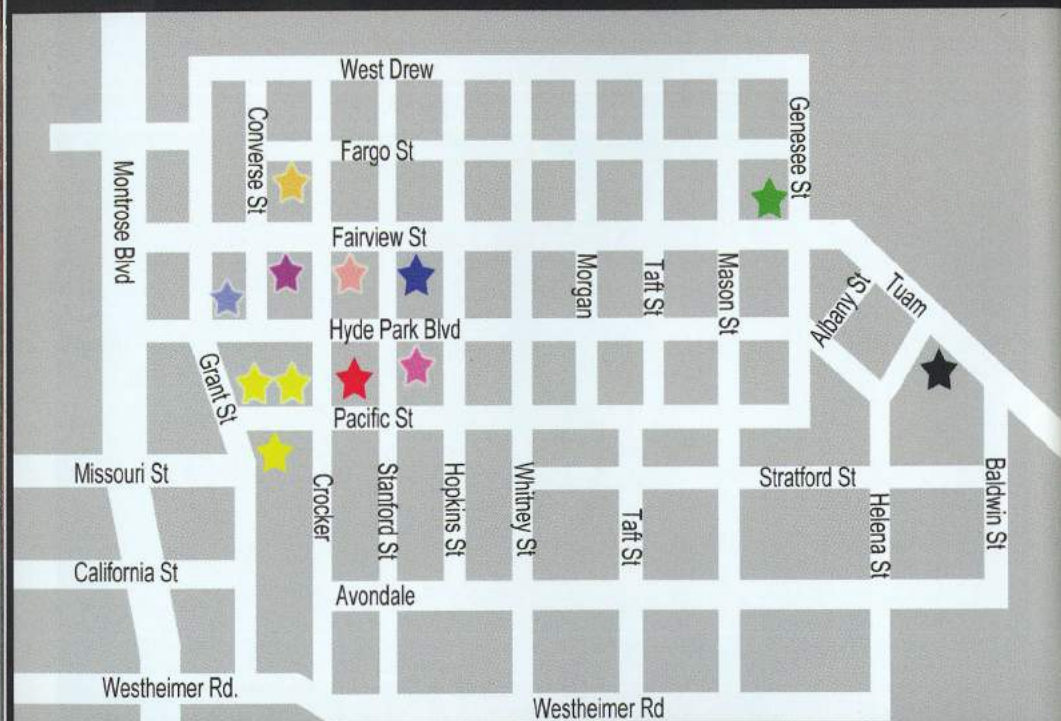 West Drew
Converse St
Genesee St
Fargo St
Montrose Blvd
Fairview St
Morgan
Taft St
Mason St
Albany St
Tuam
Hyde Park Blvd
Grant St
Pacific St
Missouri St
Crocker
Stanford St
Hopkins St
Whitney St
Stratford St
Taft St
Helena St
Baldwin St
California St
Avondale
Westheimer Rd.
Westheimer Rd